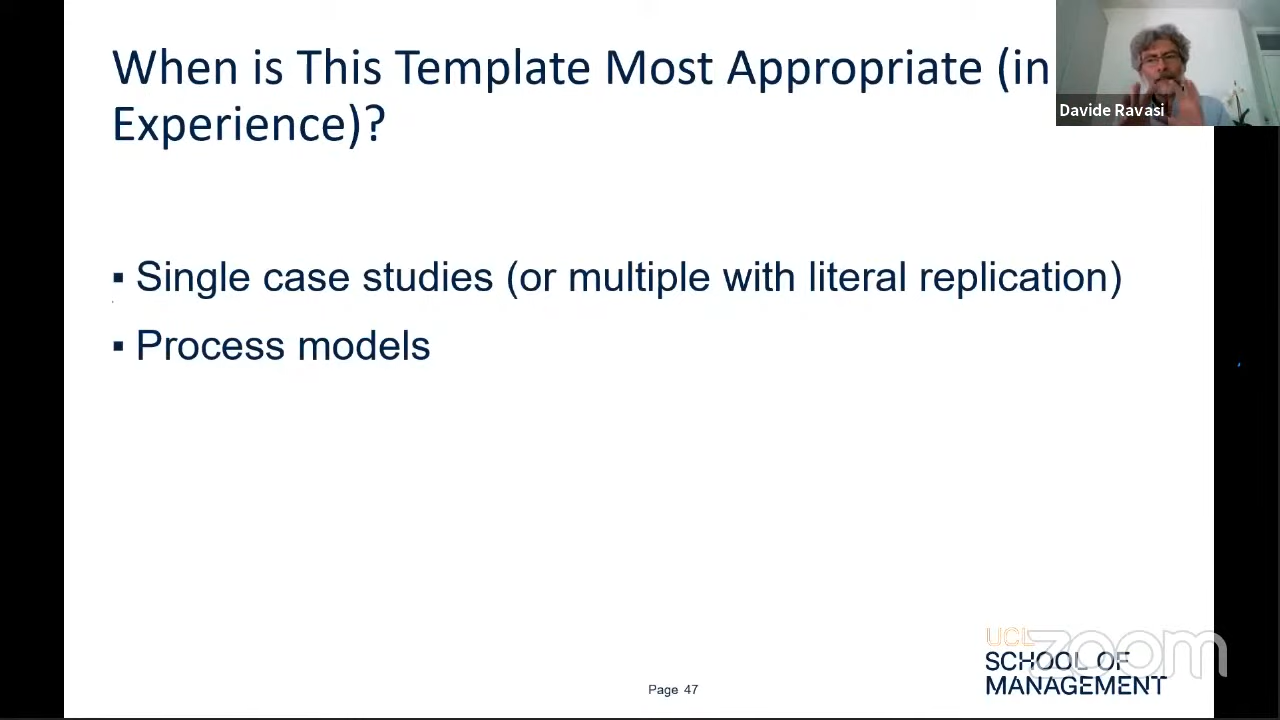 When is This Template Most Appropriate (in
Experience)?
Davide Ravasi
▪ Single case studies (or multiple with literal replication)
▪ Process models
UCL
zoom
SCHOOL OF
MANAGEMENT
Page 47